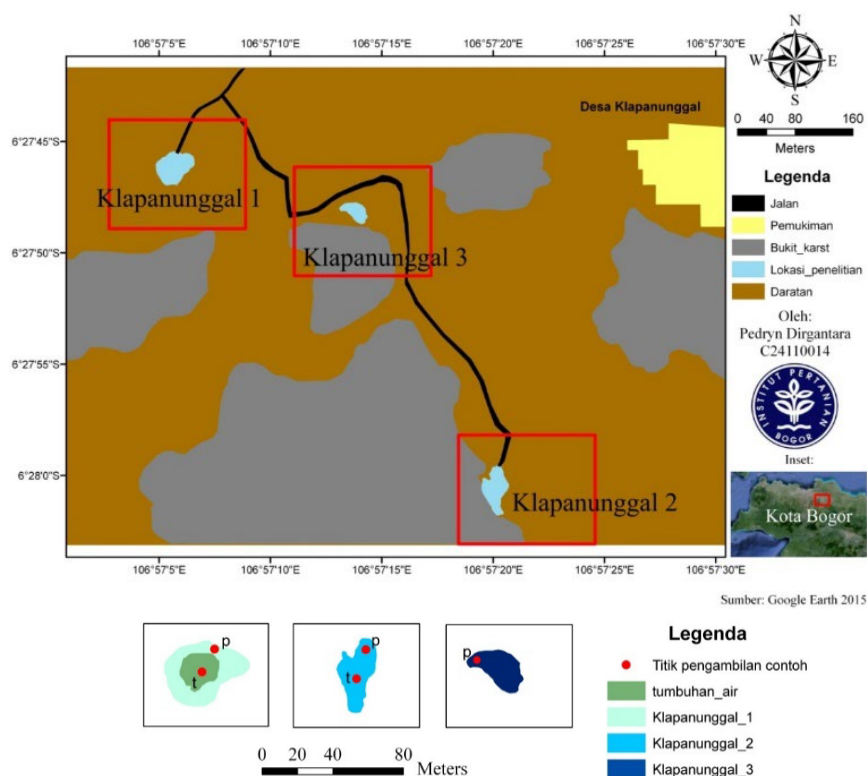 106°57'5"E 106°57'10"E 106°57'15"E 106°57'20"E 106°57'25"E 106°57'30"E
N
W E
S
0 40 80 160
Meters
6°27'45"S
6°27'50"S
6°27'55"S
6°28'0"S
Desa Klapanunggal
Klapanunggal 1
Klapanunggal 3
Klapanunggal 2
106°57'5"E 106°57'10"E 106°57'15"E 106°57'20"E 106°57'25"E 106°57'30"E
Legenda
Jalan
Pemukiman
Bukit_karst
Lokasi_penelitian
Daratan
Oleh:
Pedryn Dirgantara
C24110014
INSTITUT PERTANIAN
BOGOR
Inset:
Kota Bogor
Sumber: Google Earth 2015
p
t
p
t
p
0 20 40 80
Meters
Legenda
Titik pengambilan contoh
tumbuhan_air
Klapanunggal_1
Klapanunggal_2
Klapanunggal_3